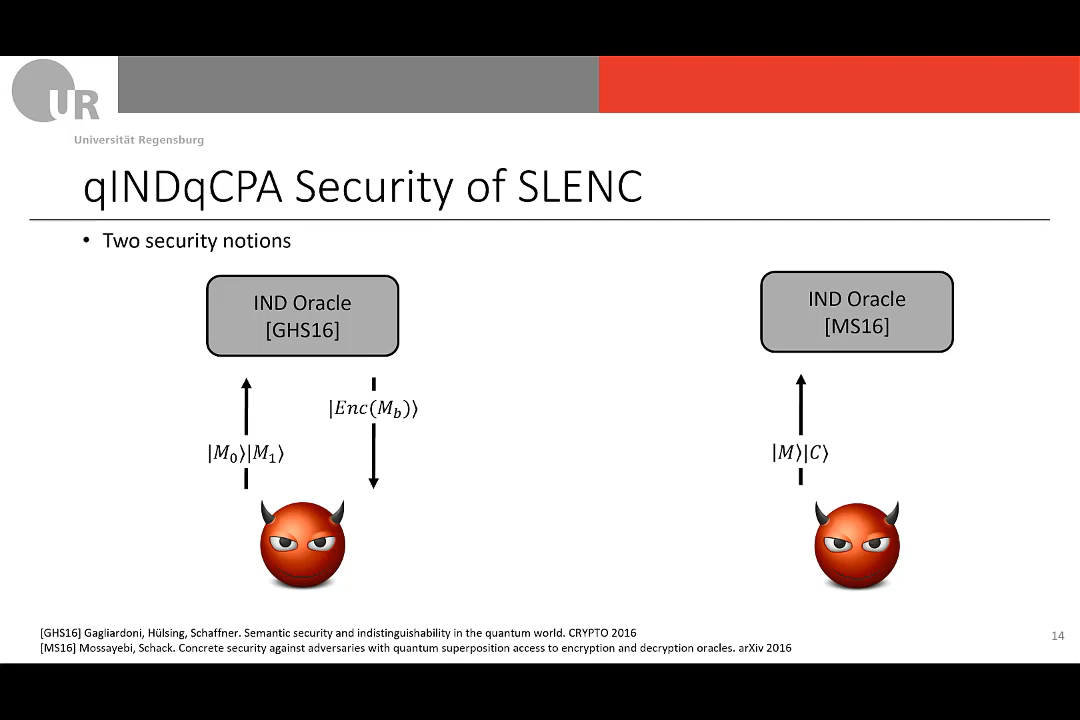 UR
Universität Regensburg
qINDqCPA Security of SLENC
• Two security notions
IND Oracle
[GHS16]
|Enc(M_b)⟩
|M_0⟩|M_1⟩
IND Oracle
[MS16]
|M⟩|C⟩
[GHS16] Gagliardoni, Hülsing, Schaffner. Semantic security and indistinguishability in the quantum world. CRYPTO 2016
[MS16] Mossayebi, Schack. Concrete security against adversaries with quantum superposition access to encryption and decryption oracles. arXiv 2016
14